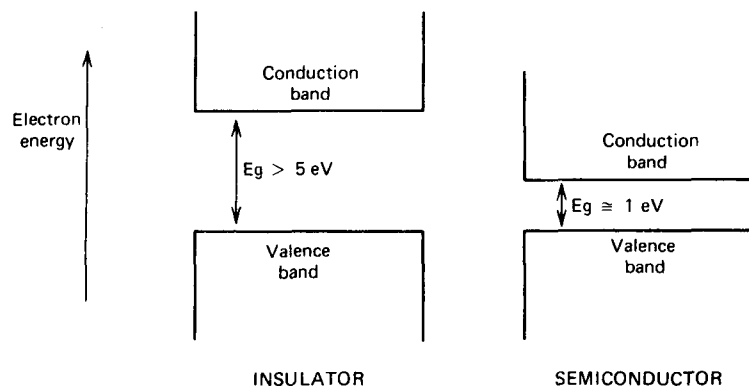 Electron
energy
Conduction
band
Eg > 5 eV
Valence
band
INSULATOR
Conduction
band
Eg ≅ 1 eV
Valence
band
SEMICONDUCTOR